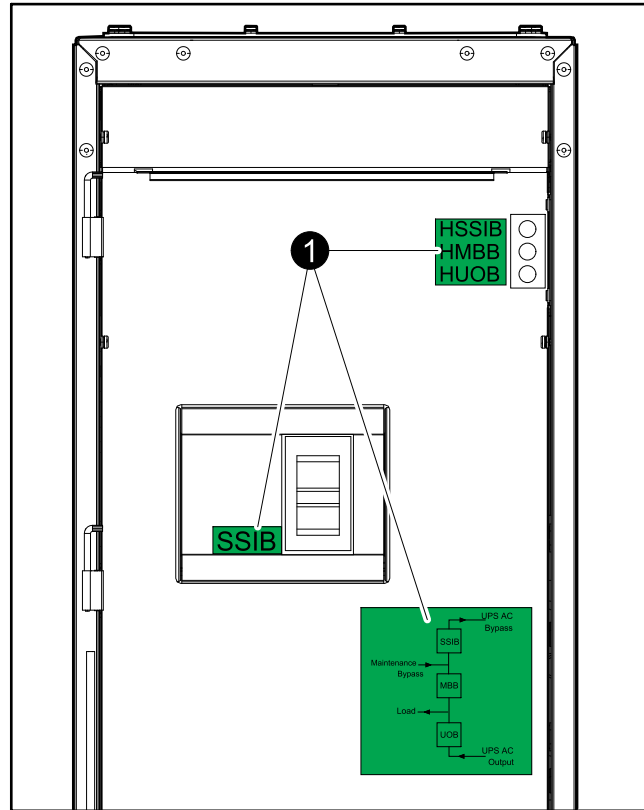 HSSIB
HMBB
HUOB
1
SSIB
UPS AC
Bypass
SSIB
Maintenance
Bypass
MBB
Load
UOB
UPS AC
Output